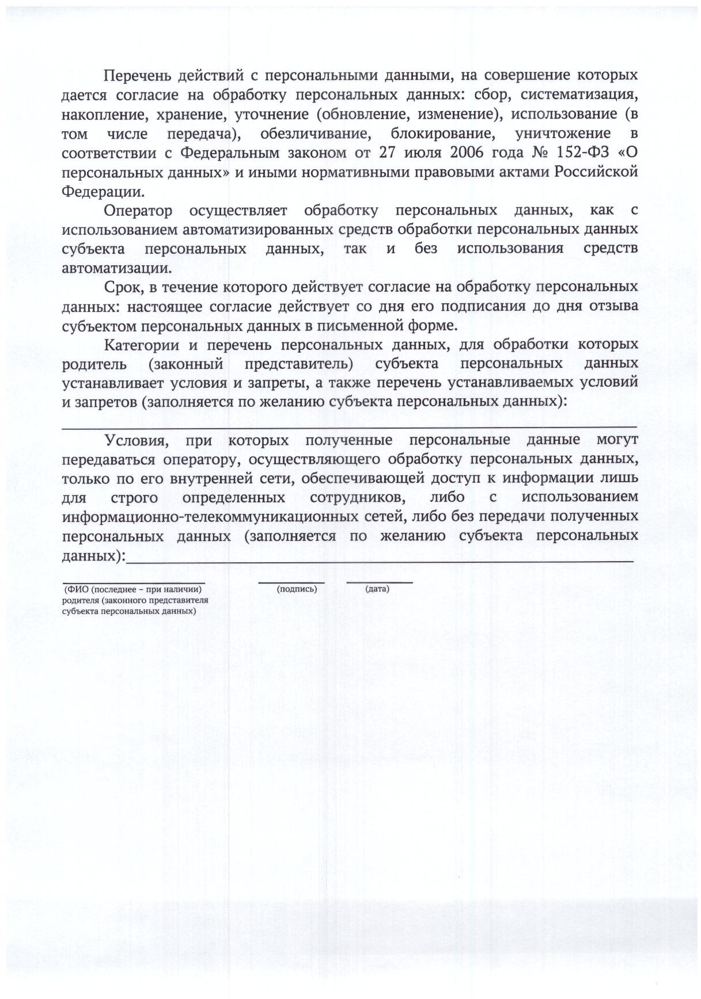 Перечень действий с персональными данными, на совершение которых
дается согласие на обработку персональных данных: сбор, систематизация,
накопление, хранение, уточнение (обновление, изменение), использование (в
том числе передача), обезличивание, блокирование, уничтожение в
соответствии с Федеральным законом от 27 июля 2006 года № 152-ФЗ «О
персональных данных» и иными нормативными правовыми актами Российской
Федерации.
Оператор осуществляет обработку персональных данных, как с
использованием автоматизированных средств обработки персональных данных
субъекта персональных данных, так и без использования средств
автоматизации.
Срок, в течение которого действует согласие на обработку персональных
данных: настоящее согласие действует со дня его подписания до дня отзыва
субъектом персональных данных в письменной форме.
Категории и перечень персональных данных, для обработки которых
родитель (законный представитель) субъекта персональных данных
устанавливает условия и запреты, а также перечень устанавливаемых условий
и запретов (заполняется по желанию субъекта персональных данных):
Условия, при которых полученные персональные данные могут
передаваться оператору, осуществляющего обработку персональных данных,
только по его внутренней сети, обеспечивающей доступ к информации лишь
для строго определенных сотрудников, либо с использованием
информационно-телекоммуникационных сетей, либо без передачи полученных
персональных данных (заполняется по желанию субъекта персональных
данных):
(ФИО (последнее – при наличии) (подпись) (дата)
родителя (законного представителя
субъекта персональных данных)